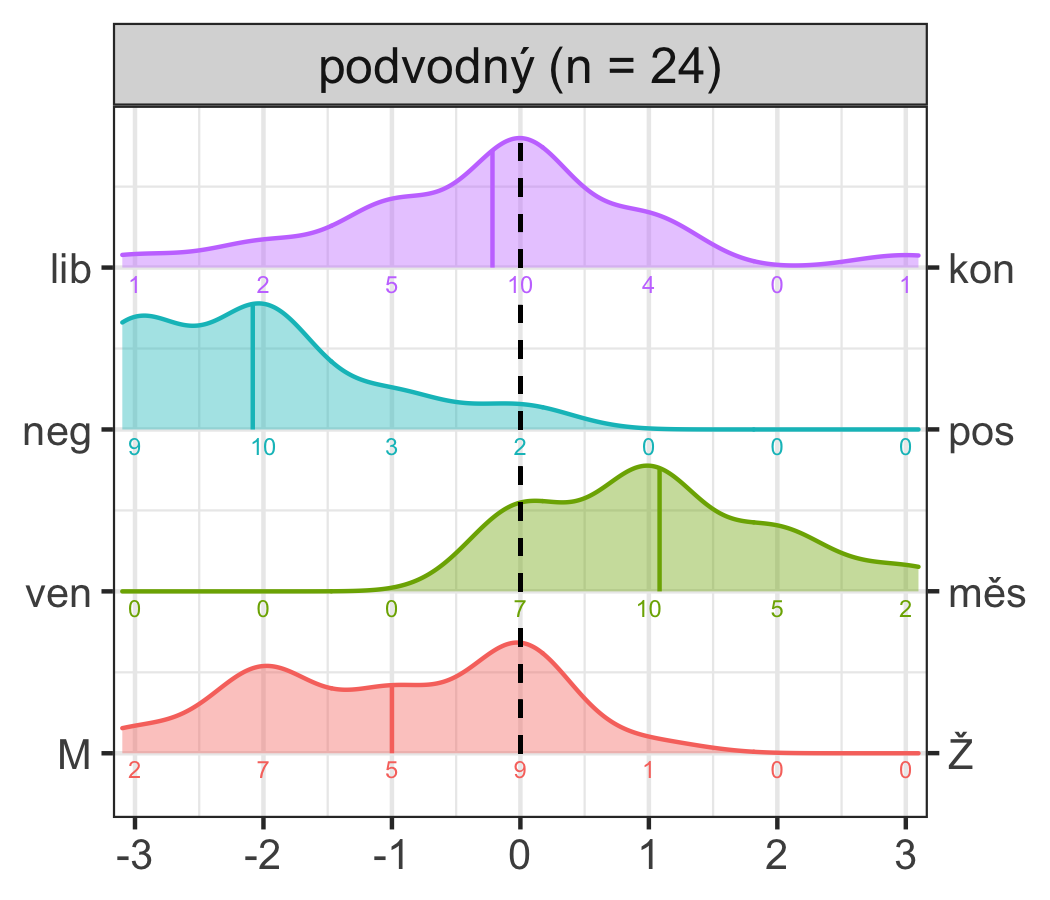 podvodný (n = 24)
lib kon
1 2 5 10 4 0 1
neg pos
9 10 3 2 0 0 0
ven měs
0 0 0 7 10 5 2
M Ž
2 7 5 9 1 0 0
-3 -2 -1 0 1 2 3